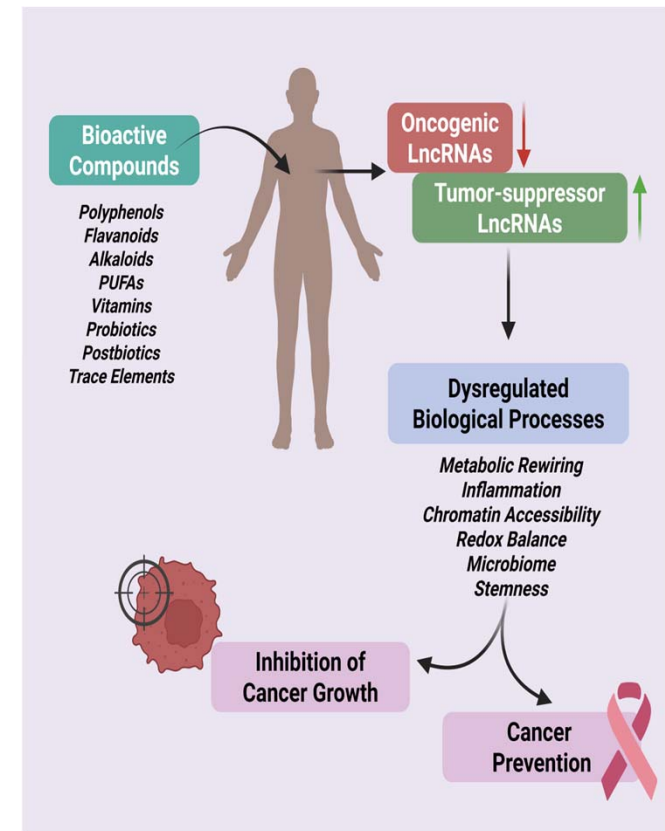 Bioactive
Compounds
Polyphenols
Flavanoids
Alkaloids
PUFAs
Vitamins
Probiotics
Postbiotics
Trace Elements
Oncogenic
LncRNAs
Tumor-suppressor
LncRNAs
Dysregulated
Biological Processes
Metabolic Rewiring
Inflammation
Chromatin Accessibility
Redox Balance
Microbiome
Stemness
Inhibition of
Cancer Growth
Cancer
Prevention